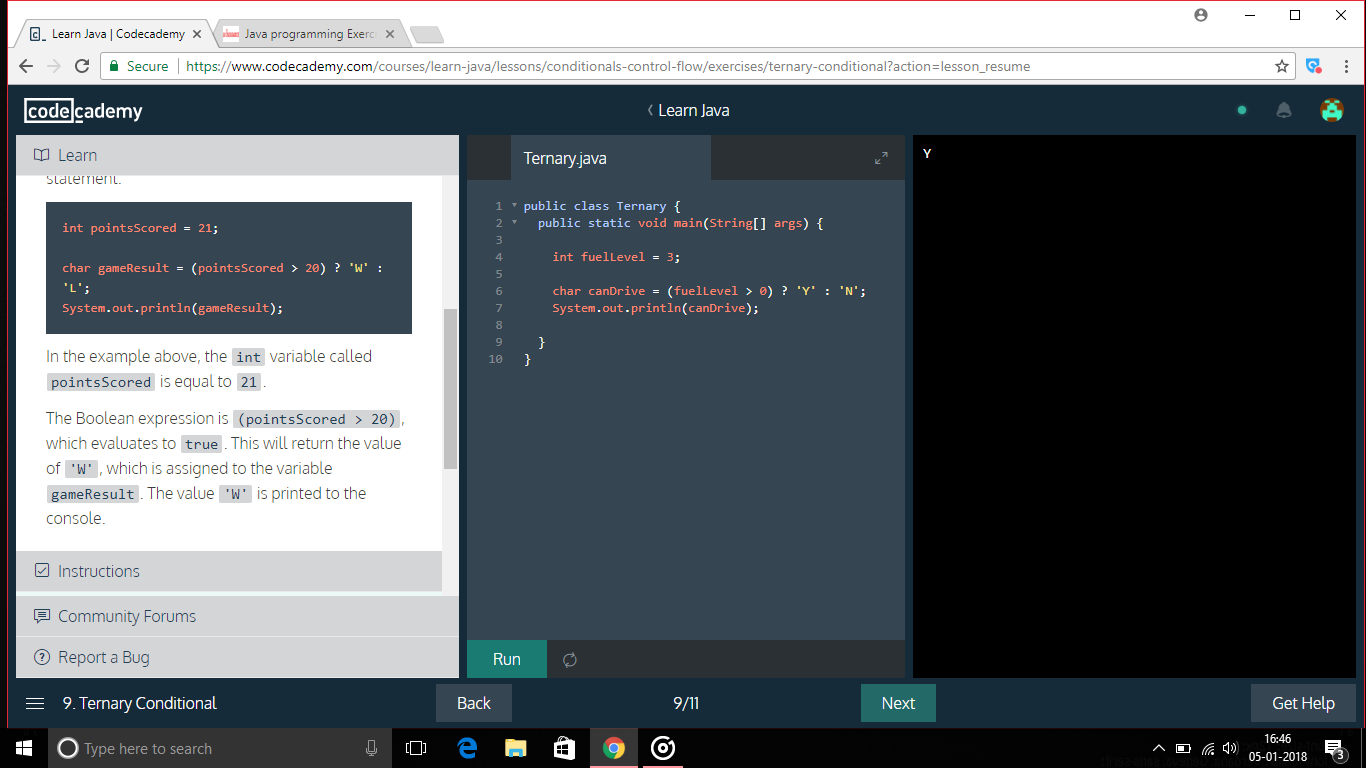 Learn Java | Codecademy
Java programming Exerc
Secure
https://www.codecademy.com/courses/learn-java/lessons/conditionals-control-flow/exercises/ternary-conditional?action=lesson_resume
codecademy
Learn Java
Learn
statement.
int pointsScored = 21;
char gameResult = (pointsScored > 20) ? 'W' :
'L';
System.out.println(gameResult);
In the example above, the int variable called
pointsScored is equal to 21.
The Boolean expression is (pointsScored > 20),
which evaluates to true. This will return the value
of 'W', which is assigned to the variable
gameResult. The value 'W' is printed to the
console.
Instructions
Community Forums
Report a Bug
Ternary.java
1 public class Ternary {
2 public static void main(String[] args) {
3
4 int fuelLevel = 3;
5
6 char canDrive = (fuelLevel > 0) ? 'Y' : 'N';
7 System.out.println(canDrive);
8
9 }
10 }
Run
Y
9. Ternary Conditional
Back
9/11
Next
Get Help
Type here to search
16:46
05-01-2018
3